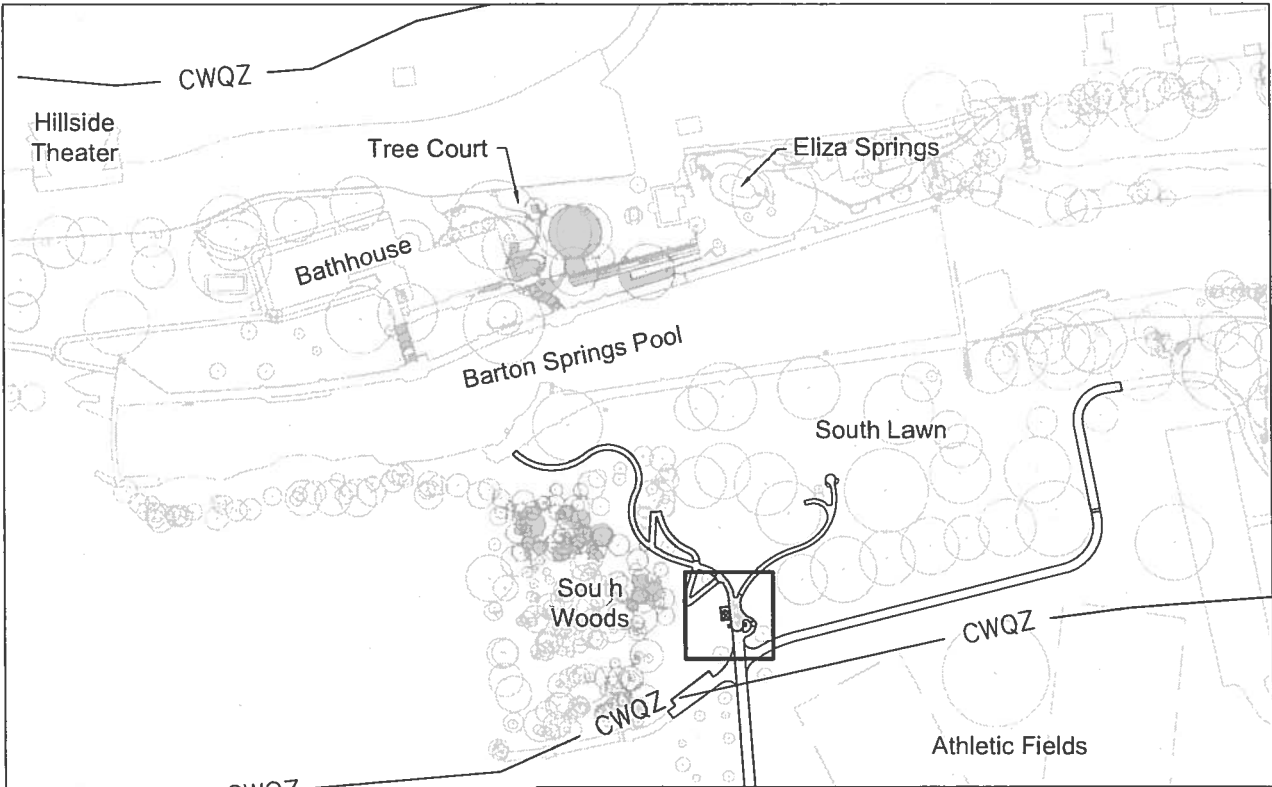 CWQZ
Hillside
Theater
Tree Court
Eliza Springs
Bathhouse
Barton Springs Pool
South Lawn
Sou h
Woods
CWQZ
CWQZ
Athletic Fields
CWQZ